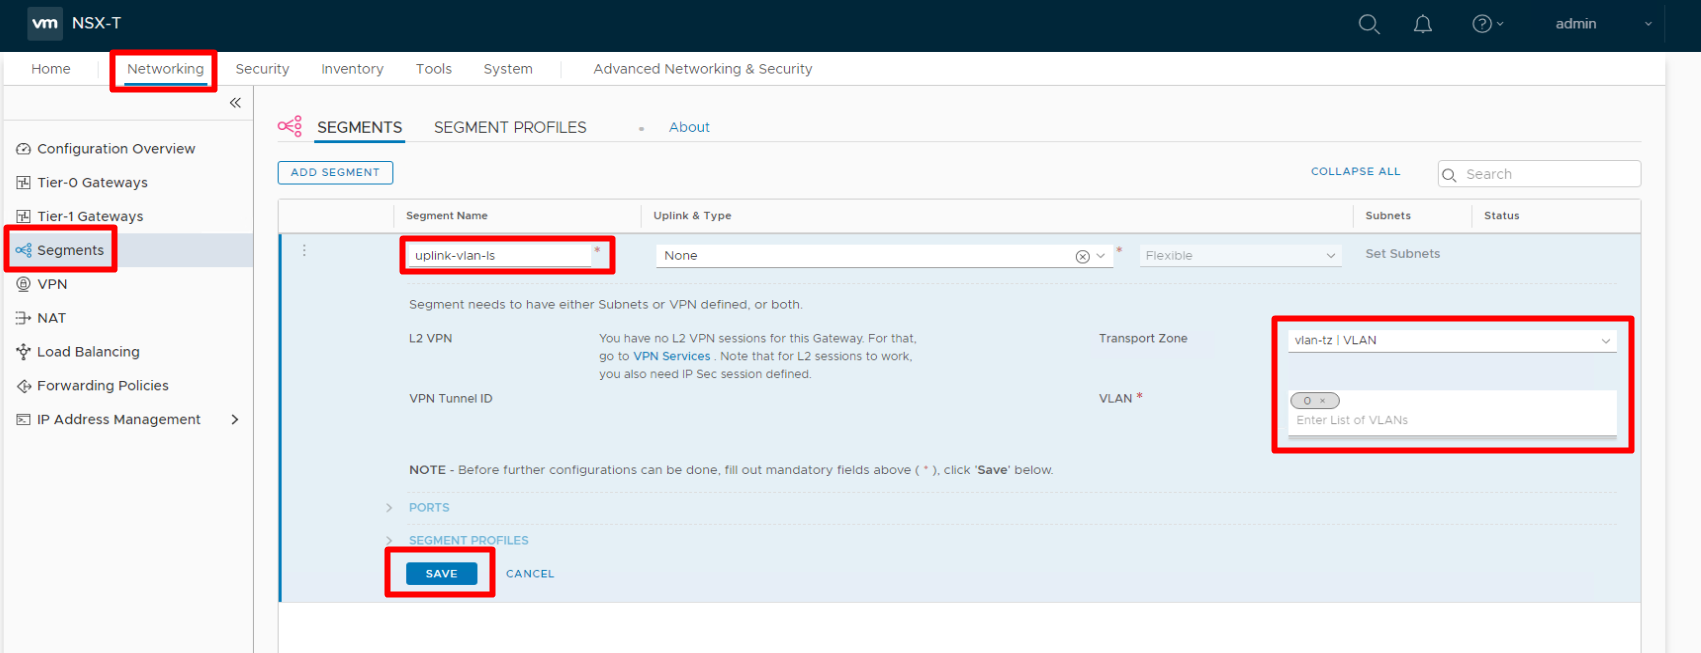 vm NSX-T admin
Home Networking Security Inventory Tools System Advanced Networking & Security
SEGMENTS SEGMENT PROFILES About
Configuration Overview
Tier-0 Gateways
Tier-1 Gateways
Segments
VPN
NAT
Load Balancing
Forwarding Policies
IP Address Management
ADD SEGMENT COLLAPSE ALL Search
Segment Name Uplink & Type Subnets Status
uplink-vlan-ls * None * Flexible Set Subnets
Segment needs to have either Subnets or VPN defined, or both.
L2 VPN
You have no L2 VPN sessions for this Gateway. For that,
go to VPN Services . Note that for L2 sessions to work,
you also need IP Sec session defined.
Transport Zone vlan-tz | VLAN
VPN Tunnel ID
VLAN * 0 ×
Enter List of VLANs
NOTE - Before further configurations can be done, fill out mandatory fields above ( * ), click 'Save' below.
PORTS
SEGMENT PROFILES
SAVE CANCEL